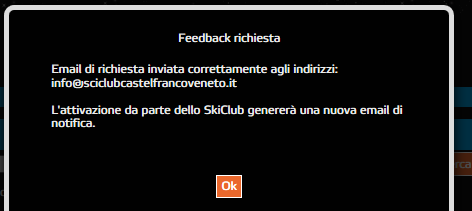 Feedback richiesta
Email di richiesta inviata correttamente agli indirizzi:
info@sciclubcastelfrancoveneto.it
L'attivazione da parte dello SkiClub genererà una nuova email di
notifica.
Ok